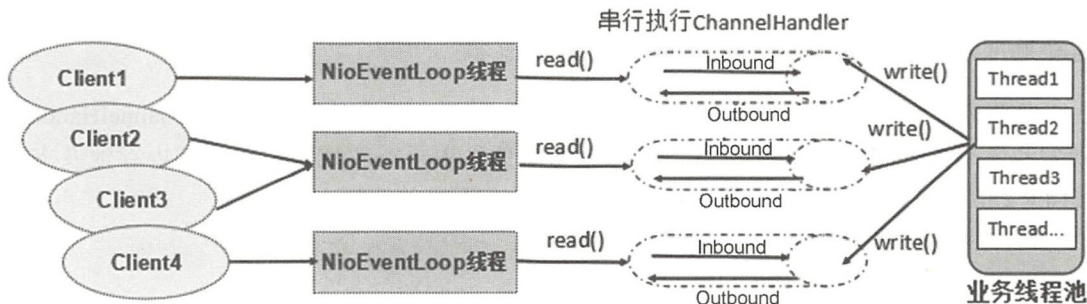 串行执行ChannelHandler
Client1
NioEventLoop线程
read()
Inbound
Outbound
write()
Thread1
Client2
NioEventLoop线程
read()
Inbound
Outbound
write()
Thread2
Client3
Thread3
Client4
NioEventLoop线程
read()
Inbound
Outbound
write()
Thread...
业务线程池